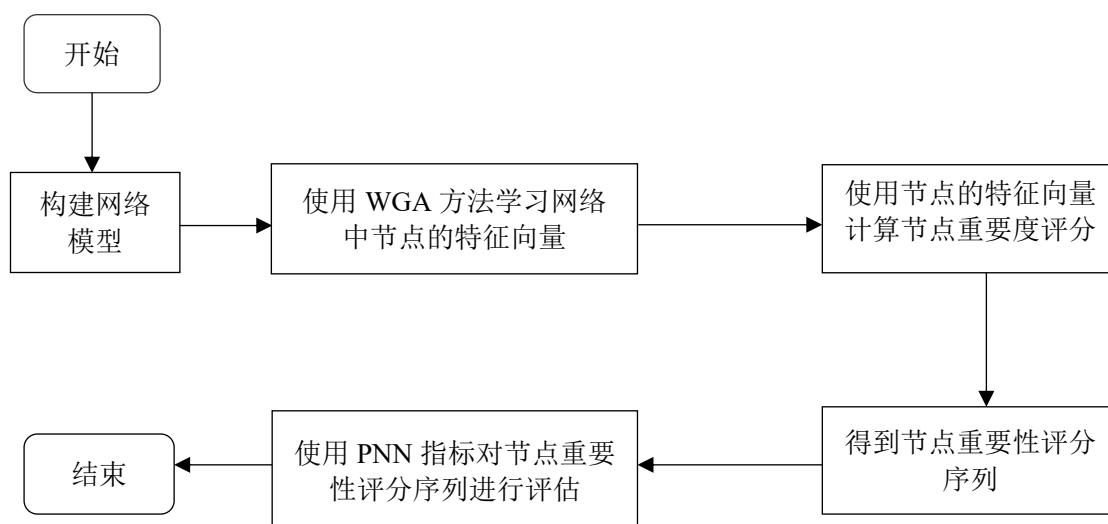 开始
构建网络
模型
使用 WGA 方法学习网络
中节点的特征向量
使用节点的特征向量
计算节点重要度评分
得到节点重要性评分
序列
使用 PNN 指标对节点重要
性评分序列进行评估
结束